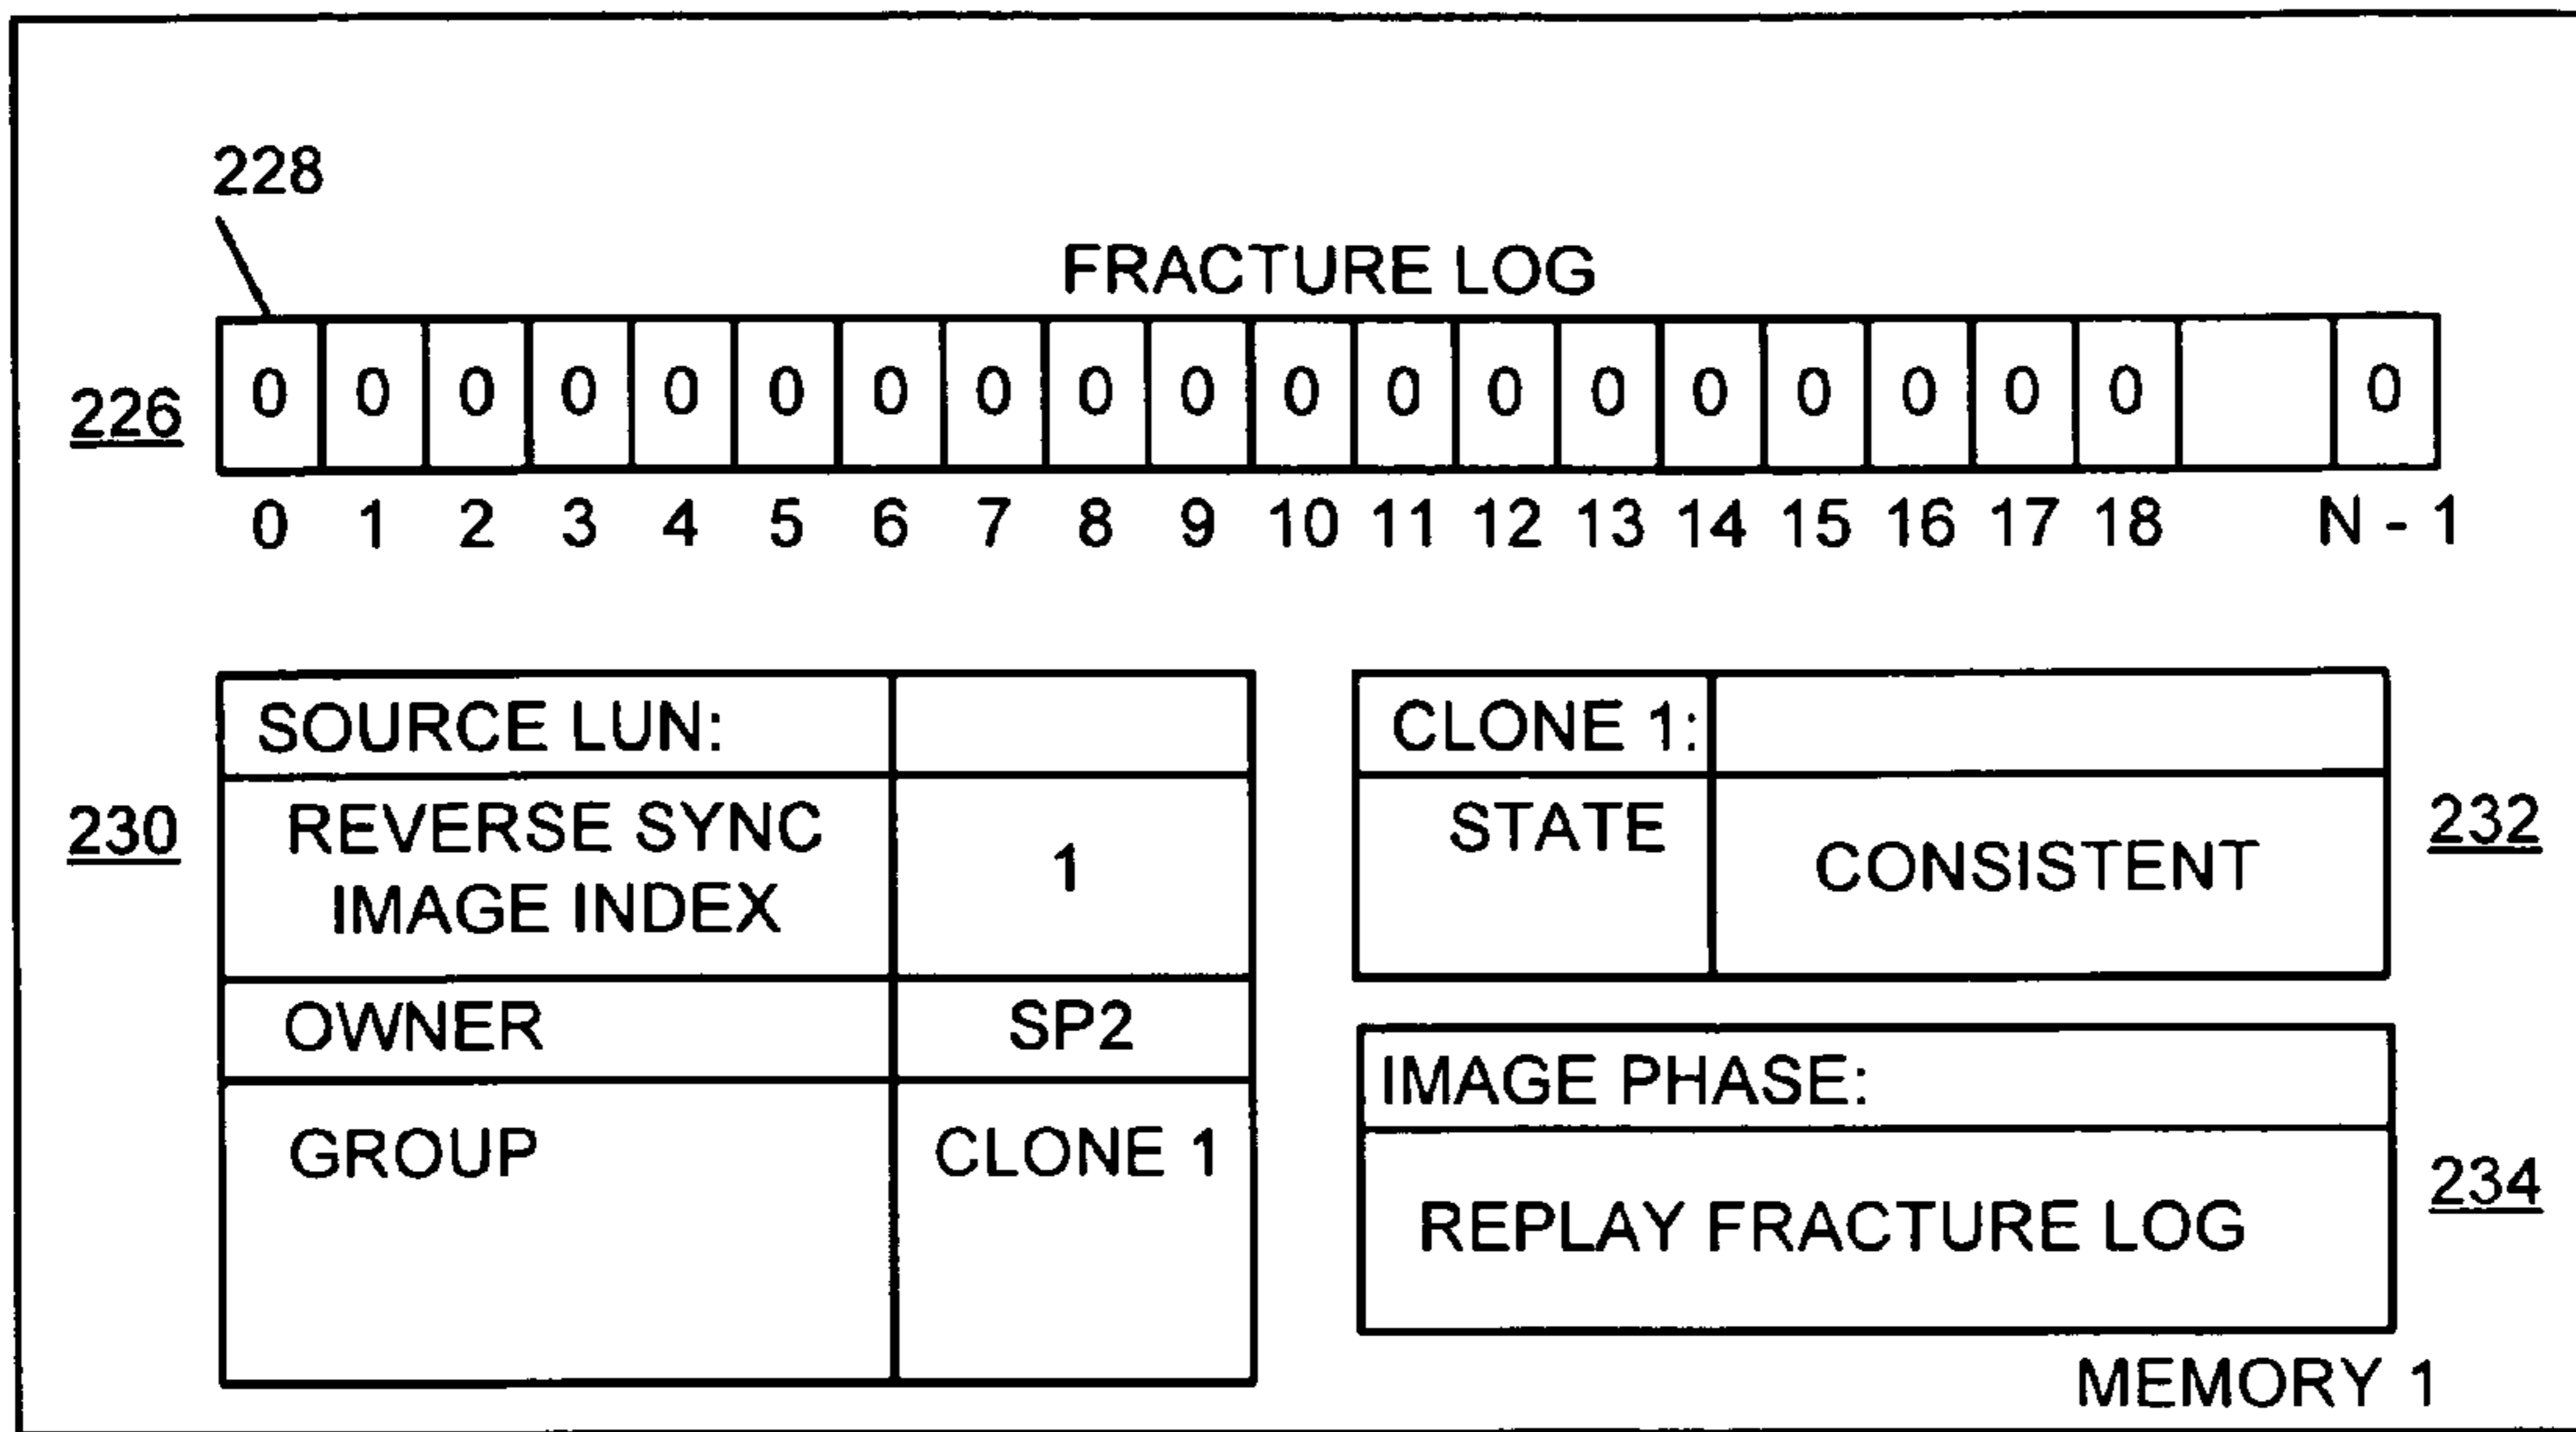 228
FRACTURE LOG
226 0 0 0 0 0 0 0 0 0 0 0 0 0 0 0 0 0 0 0 0
0 1 2 3 4 5 6 7 8 9 10 11 12 13 14 15 16 17 18 N - 1
230
SOURCE LUN:
REVERSE SYNC
IMAGE INDEX
1
OWNER SP2
GROUP CLONE 1
CLONE 1:
STATE
CONSISTENT
232
IMAGE PHASE:
REPLAY FRACTURE LOG
234
MEMORY 1